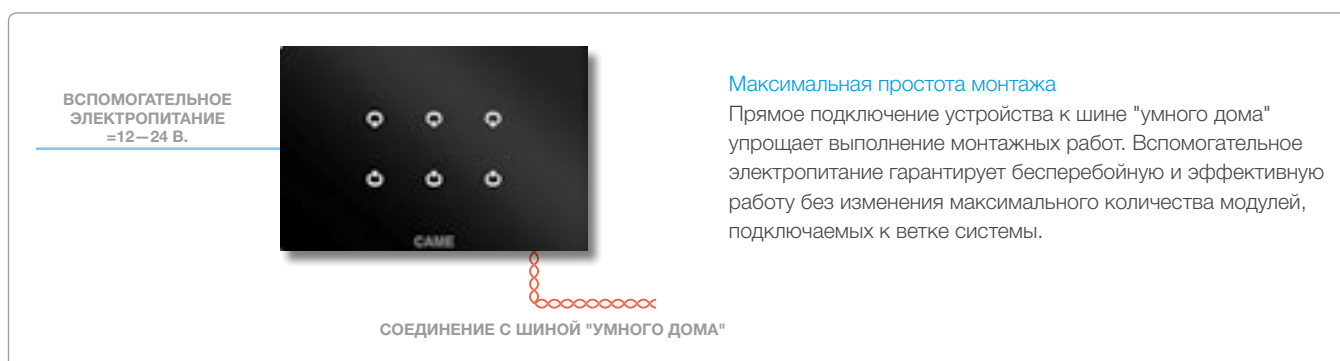 ВСПОМОГАТЕЛЬНОЕ
ЭЛЕКТРОПИТАНИЕ
=12—24 В.
CAME
СОЕДИНЕНИЕ С ШИНОЙ "УМНОГО ДОМА"
Максимальная простота монтажа
Прямое подключение устройства к шине "умного дома"
упрощает выполнение монтажных работ. Вспомогательное
электропитание гарантирует бесперебойную и эффективную
работу без изменения максимального количества модулей,
подключаемых к ветке системы.